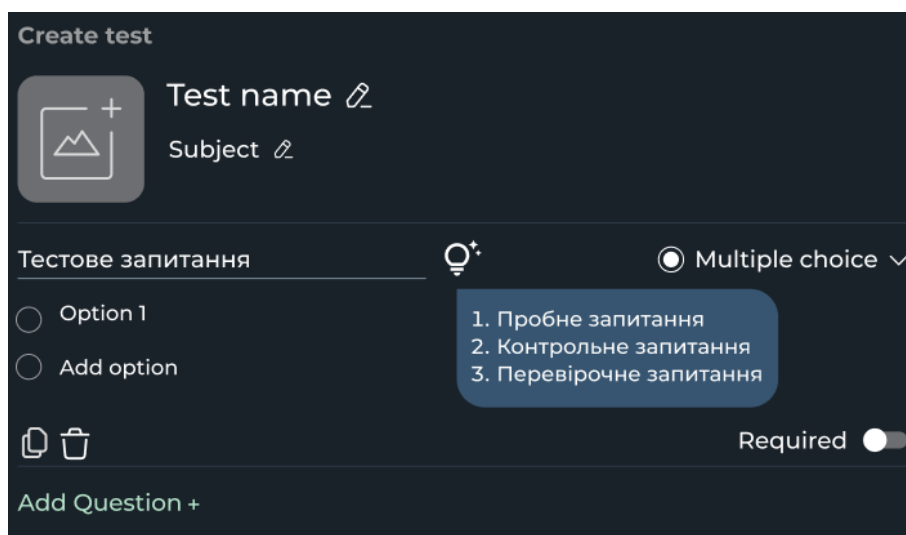 Create test
Test name
Subject
Тестове запитання
Multiple choice
Option 1
Add option
1. Пробне запитання
2. Контрольне запитання
3. Перевірочне запитання
Required
Add Question +